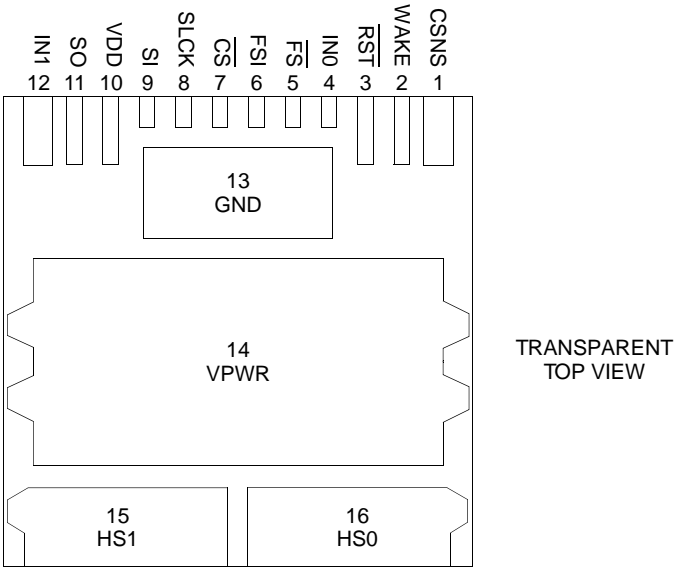 IN1 SO VDD SI SLCK CS FSI FS IN0 RST WAKE CSNS
12 11 10 9 8 7 6 5 4 3 2 1
13
GND
14
VPWR
TRANSPARENT
TOP VIEW
15
HS1
16
HS0